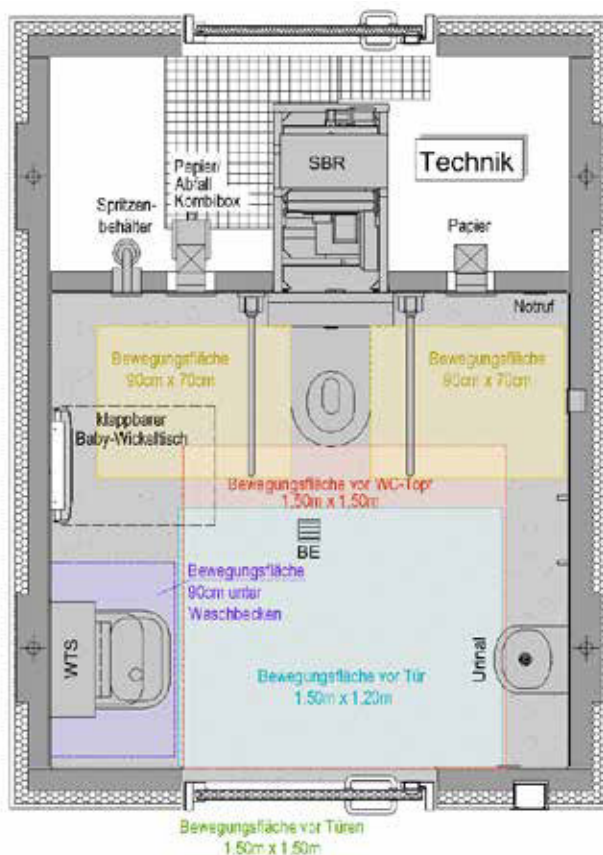 Papier/
Abfall
Kombibox
SBR
Technik
Spritzen-
behälter
Papier
Notruf
Bewegungsfläche
90cm x 70cm
Bewegungsfläche
90cm x 70cm
klappbarer
Baby-Wickeltisch
Bewegungsfläche vor WC-Topf
1.50m x 1.50m
BE
Bewegungsfläche
90cm unter
Waschbecken
WTS
Urinal
Bewegungsfläche vor Tür
1.50m x 1.20m
Bewegungsfläche vor Türen
1.50m x 1.50m